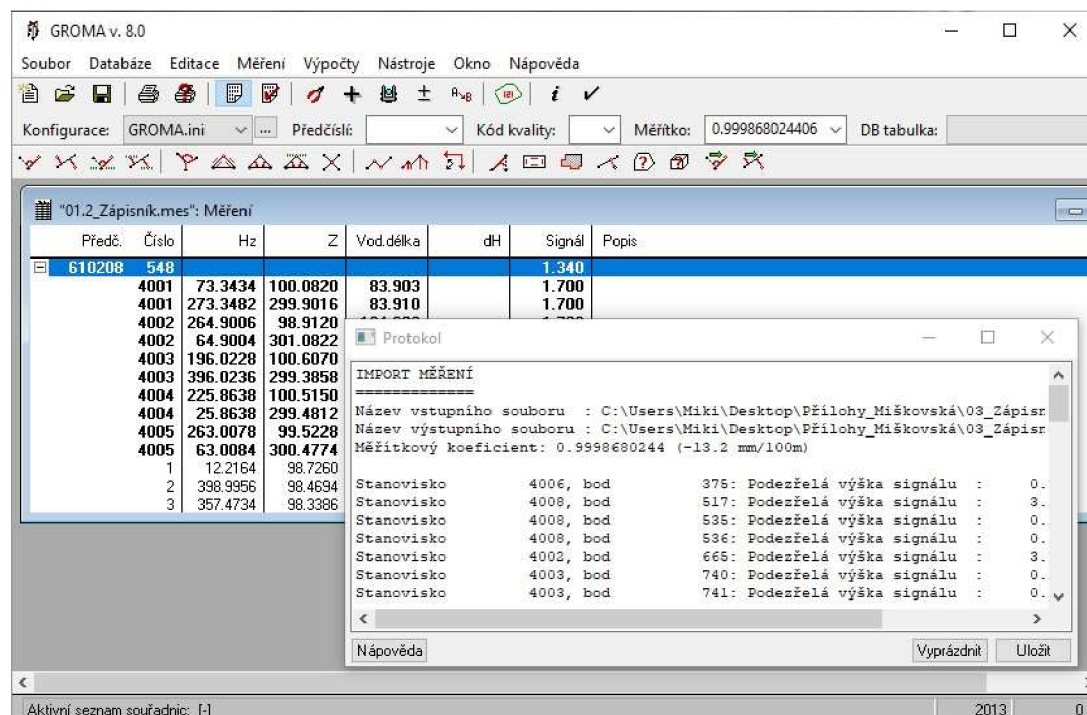 GROMA v. 8.0
Soubor Databáze Editace Měření Výpočty Nástroje Okno Nápověda
Konfigurace: GROMA.ini ... Předčíslí: Kód kvality: Měřítko: 0.999868024406 DB tabulka:
"01.2_Zápisník.mes": Měření
Předč. Číslo Hz Z Vod.délka dH Signál Popis
610208 548 1.340
4001 73.3434 100.0820 83.903 1.700
4001 273.3482 299.9016 83.910 1.700
4002 264.9006 98.9120
4002 64.9004 301.0822
4003 196.0228 100.6070
4003 396.0236 299.3858
4004 225.8638 100.5150
4004 25.8638 299.4812
4005 263.0078 99.5228
4005 63.0084 300.4774
1 12.2164 98.7260
2 398.9956 98.4694
3 357.4734 98.3386
Protokol
IMPORT MĚŘENÍ
==============
Název vstupního souboru : C:\Users\Miki\Desktop\Přílohy_Miškovská\03_Zápisn
Název výstupního souboru : C:\Users\Miki\Desktop\Přílohy_Miškovská\03_Zápisn
Měřítkový koeficient: 0.9998680244 (-13.2 mm/100m)
Stanovisko 4006, bod 375: Podezřelá výška signálu : 0.
Stanovisko 4008, bod 517: Podezřelá výška signálu : 3.
Stanovisko 4008, bod 535: Podezřelá výška signálu : 0.
Stanovisko 4008, bod 536: Podezřelá výška signálu : 0.
Stanovisko 4002, bod 665: Podezřelá výška signálu : 3.
Stanovisko 4003, bod 740: Podezřelá výška signálu : 0.
Stanovisko 4003, bod 741: Podezřelá výška signálu : 0.
Nápověda Vyprázdnit Uložit
Aktivní seznam souřadnic: [-] 2013 0